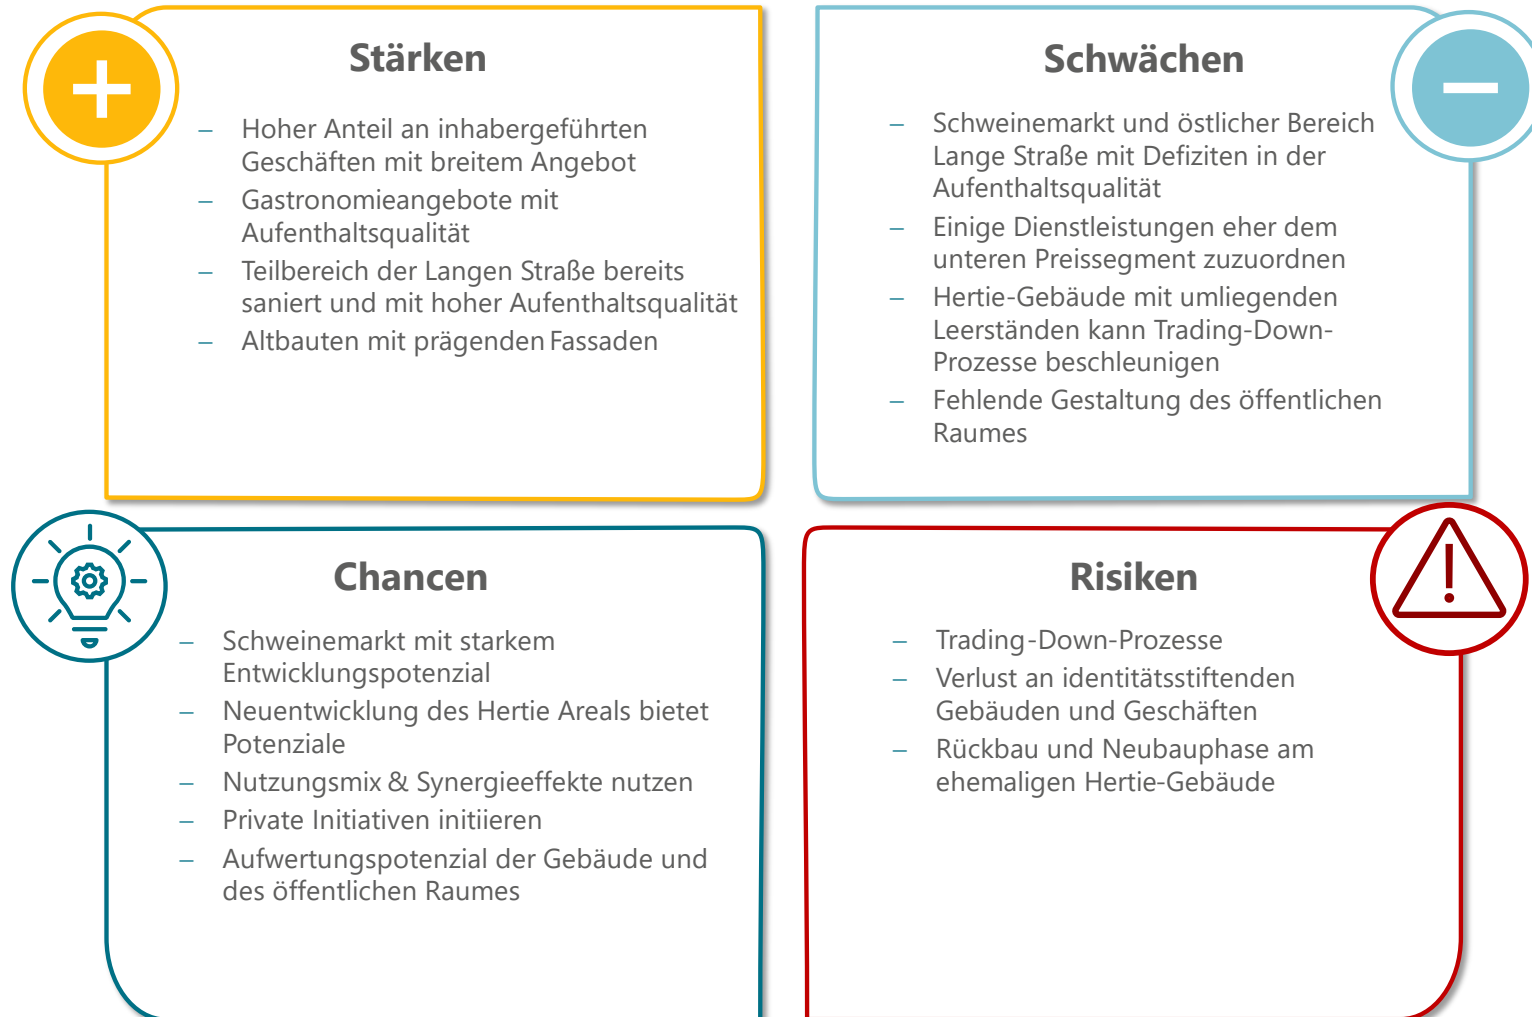 Stärken
– Hoher Anteil an inhabergeführten
Geschäften mit breitem Angebot
– Gastronomieangebote mit
Aufenthaltsqualität
– Teilbereich der Langen Straße bereits
saniert und mit hoher Aufenthaltsqualität
– Altbauten mit prägenden Fassaden
Schwächen
– Schweinemarkt und östlicher Bereich
Lange Straße mit Defiziten in der
Aufenthaltsqualität
– Einige Dienstleistungen eher dem
unteren Preissegment zuzuordnen
– Hertie-Gebäude mit umliegenden
Leerständen kann Trading-Down-
Prozesse beschleunigen
– Fehlende Gestaltung des öffentlichen
Raumes
Chancen
– Schweinemarkt mit starkem
Entwicklungspotenzial
– Neuentwicklung des Hertie Areals bietet
Potenziale
– Nutzungsmix & Synergieeffekte nutzen
– Private Initiativen initiieren
– Aufwertungspotenzial der Gebäude und
des öffentlichen Raumes
Risiken
– Trading-Down-Prozesse
– Verlust an identitätsstiftenden
Gebäuden und Geschäften
– Rückbau und Neubauphase am
ehemaligen Hertie-Gebäude